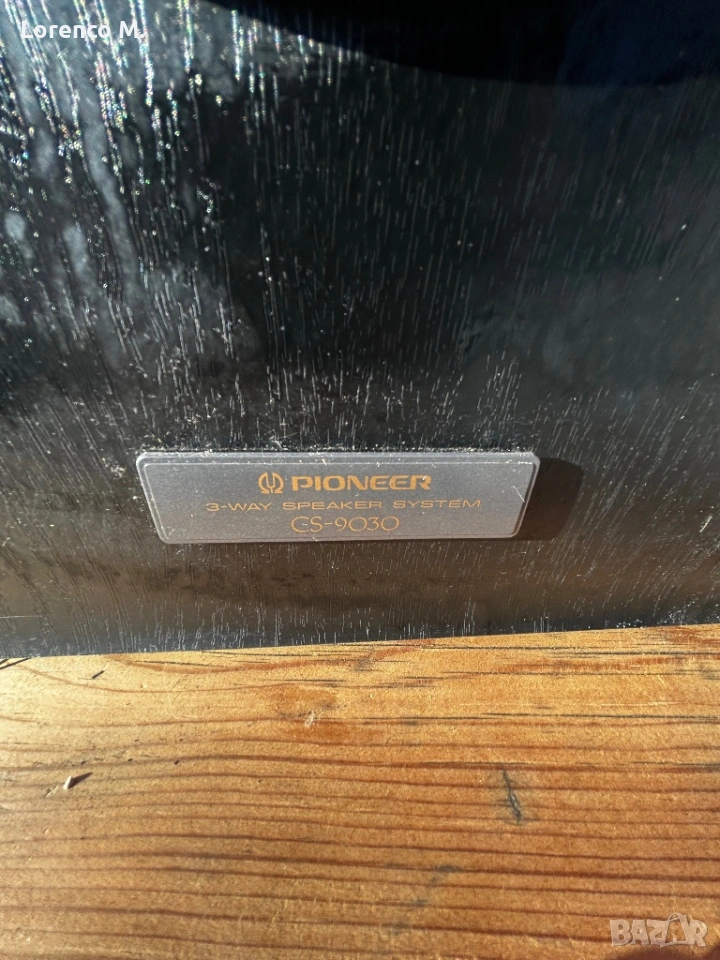 Lorenco M.
PIONEER
3-WAY SPEAKER SYSTEM
CS-9030
BAZAR